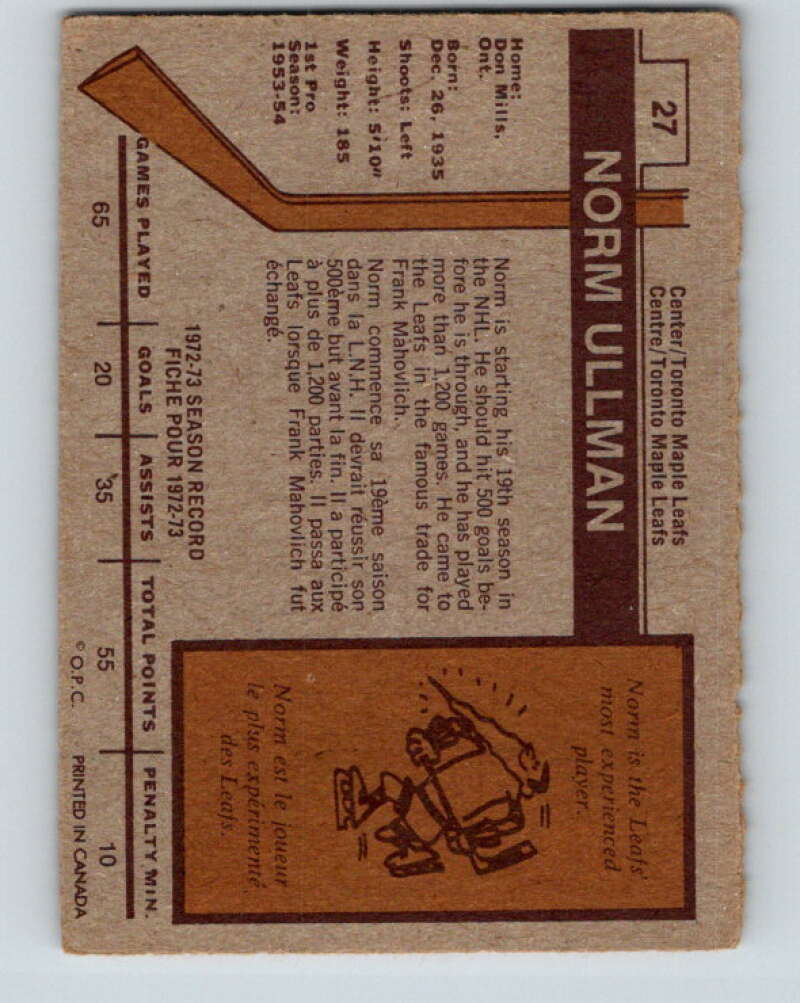 27
Center/Toronto Maple Leafs
Centre/Toronto Maple Leafs
NORM ULLMAN
Home:
Don Mills,
Ont.
Born:
Dec. 26, 1935
Shoots: Left
Height: 5'10"
Weight: 185
1st Pro
Season:
1953-54
Norm is starting his 19th season in
the NHL. He should hit 500 goals be-
fore he is through, and he has played
more than 1,200 games. He came to
the Leafs in the famous trade for
Frank Mahovlich.
Norm commence sa 19ème saison
dans la L.N.H. Il devrait réussir son
500ème but avant la fin. Il a participé
à plus de 1,200 parties. Il passa aux
Leafs lorsque Frank Mahovlich fut
échangé.
Norm is the Leafs'
most experienced
player.
Norm est le joueur
le plus expérimenté
des Leafs.
1972-73 SEASON RECORD
FICHE POUR 1972-73
GAMES PLAYED GOALS ASSISTS TOTAL POINTS PENALTY MIN.
65 20 35 55 10
© O.P.C. PRINTED IN CANADA